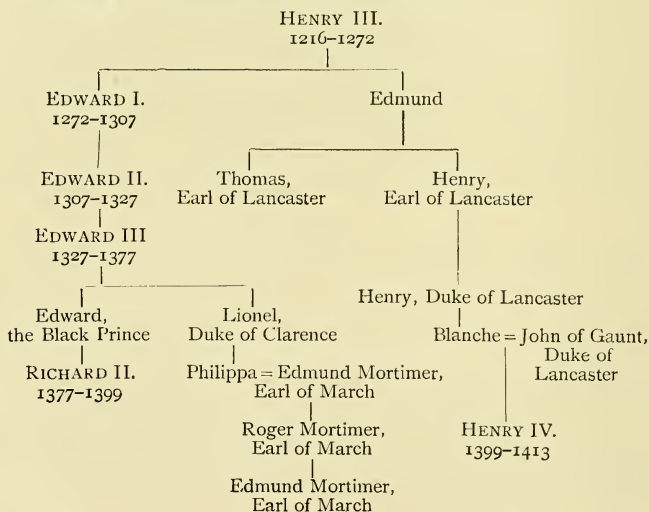 HENRY III.
1216–1272
EDWARD I.
1272–1307
Edmund
EDWARD II.
1307–1327
Thomas,
Earl of Lancaster
Henry,
Earl of Lancaster
EDWARD III
1327–1377
Edward,
the Black Prince
Lionel,
Duke of Clarence
Henry, Duke of Lancaster
Blanche = John of Gaunt,
Duke of
Lancaster
RICHARD II.
1377–1399
Philippa = Edmund Mortimer,
Earl of March
Roger Mortimer,
Earl of March
HENRY IV.
1399–1413
Edmund Mortimer,
Earl of March